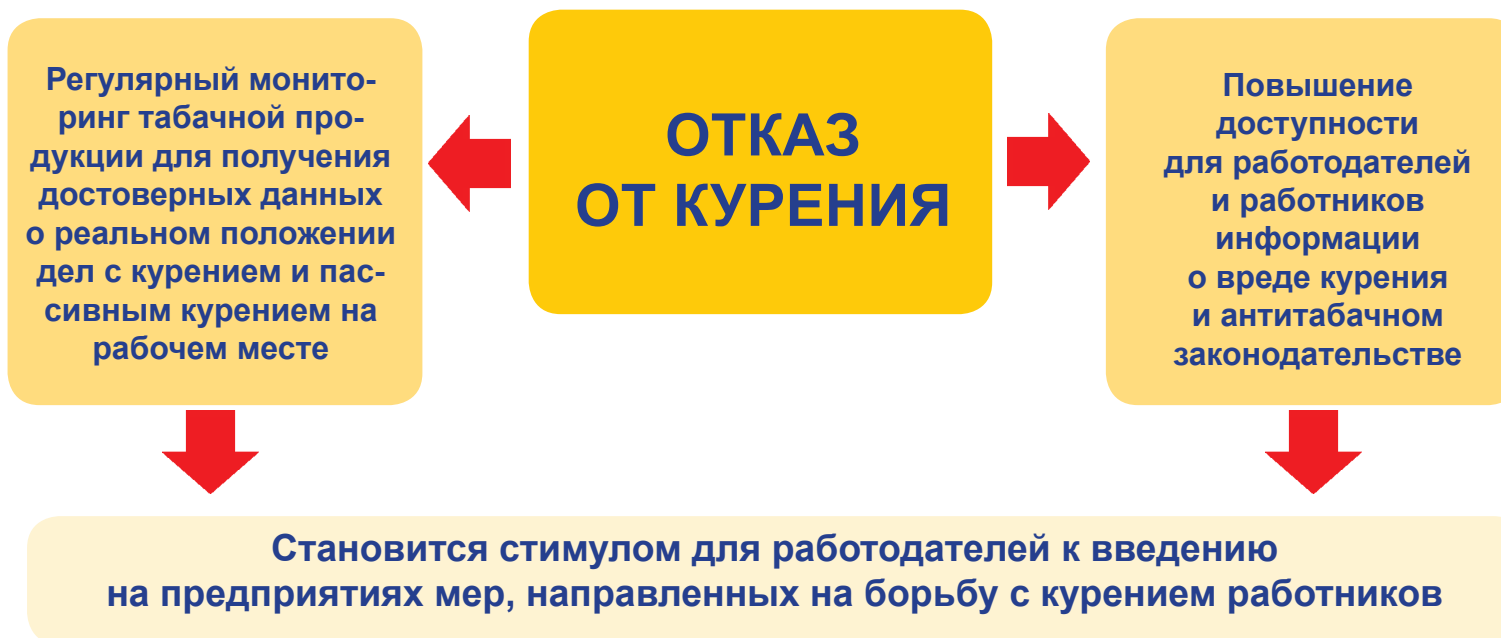 Регулярный монито-
ринг табачной про-
дукции для получения
достоверных данных
о реальном положении
дел с курением и пас-
сивным курением на
рабочем месте
ОТКАЗ
ОТ КУРЕНИЯ
Повышение
доступности
для работодателей
и работников
информации
о вреде курения
и антитабачном
законодательстве
Становится стимулом для работодателей к введению
на предприятиях мер, направленных на борьбу с курением работников